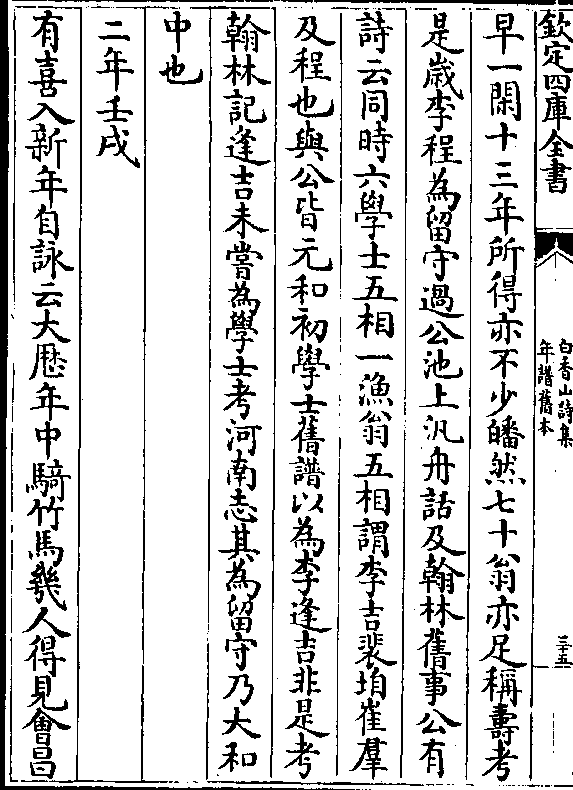 欽定四庫全書
白香山詩集
年譜舊本
三十五
早一閑十三年所得亦不少皤然七十翁亦足稱壽考
是歲李程為留守過公池上汎舟話及翰林舊事公有
詩云同時六學士五相一漁翁五相謂李吉裴垍崔羣
及程也與公皆元和初學士舊譜以為李逢吉非是考
翰林記逢吉未嘗為學士考河南志其為留守乃大和
中也
二年壬戌
有喜入新年自詠云大厯年中騎竹馬幾人得見會昌